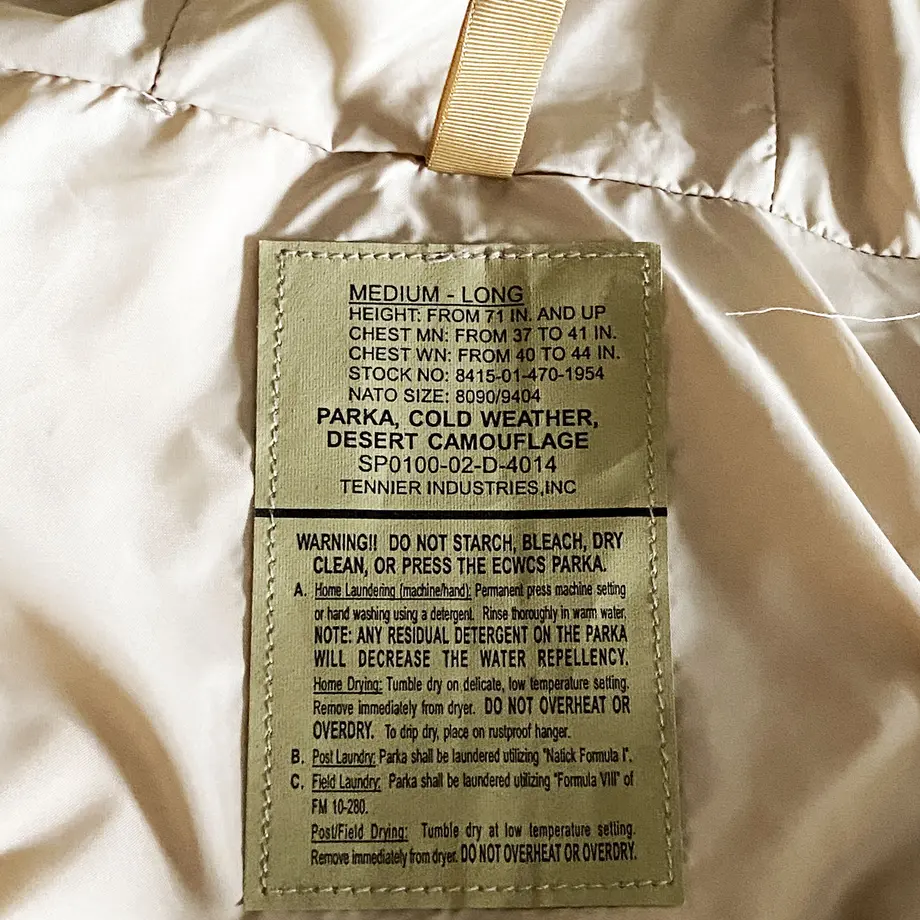 MEDIUM - LONG
HEIGHT: FROM 71 IN. AND UP
CHEST MN: FROM 37 TO 41 IN.
CHEST WN: FROM 40 TO 44 IN.
STOCK NO: 8415-01-470-1954
NATO SIZE: 8090/9404
PARKA, COLD WEATHER,
DESERT CAMOUFLAGE
SP0100-02-D-4014
TENNIER INDUSTRIES,INC
WARNING!! DO NOT STARCH, BLEACH, DRY
CLEAN, OR PRESS THE ECWCS PARKA.
A. Home Laundering (machine/hand): Permanent press machine setting
or hand washing using a detergent. Rinse thoroughly in warm water.
NOTE: ANY RESIDUAL DETERGENT ON THE PARKA
WILL DECREASE THE WATER REPELLENCY.
Home Drying: Tumble dry on delicate, low temperature setting.
Remove immediately from dryer. DO NOT OVERHEAT OR
OVERDRY. To drip dry, place on rustproof hanger.
B. Post Laundry: Parka shall be laundered utilizing "Natick Formula I".
C. Field Laundry: Parka shall be laundered utilizing "Formula VIII" of
FM 10-280.
Post/Field Drying: Tumble dry at low temperature setting.
Remove immediately from dryer. DO NOT OVERHEAT OR OVERDRY.